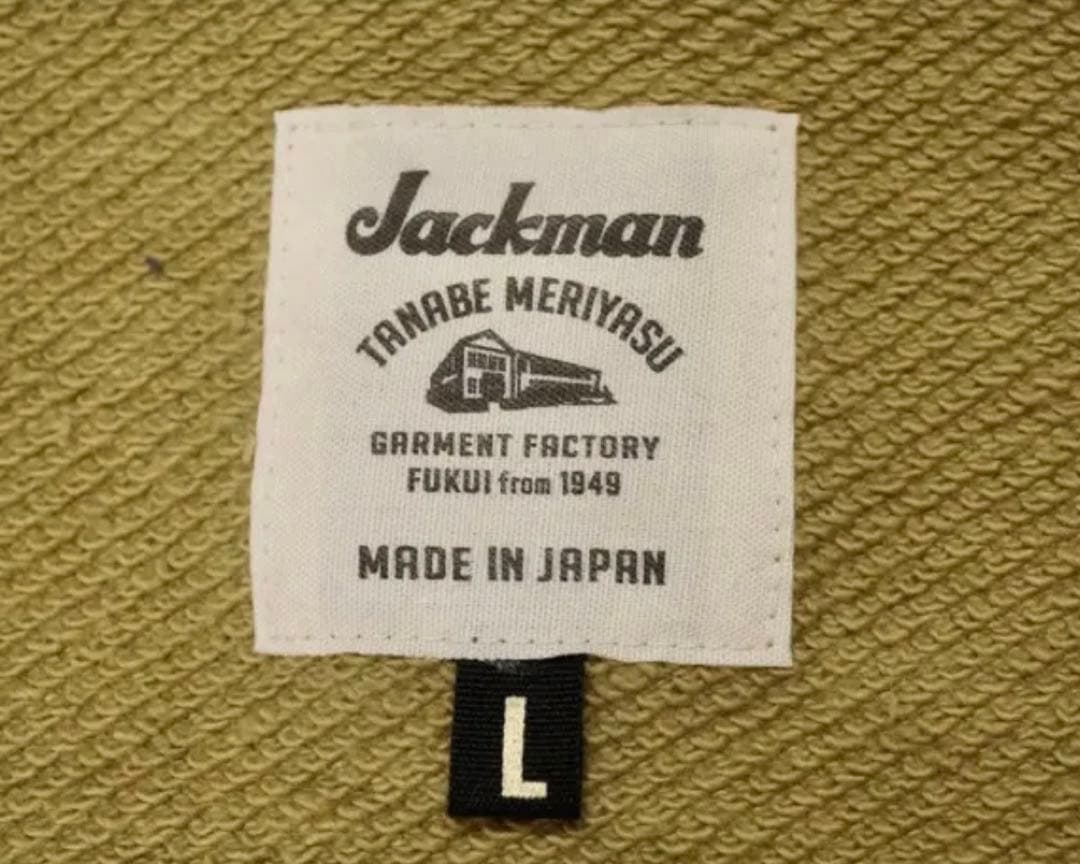 Jackman
TANABE MERIYASU
GARMENT FACTORY
FUKUI from 1949
MADE IN JAPAN
L